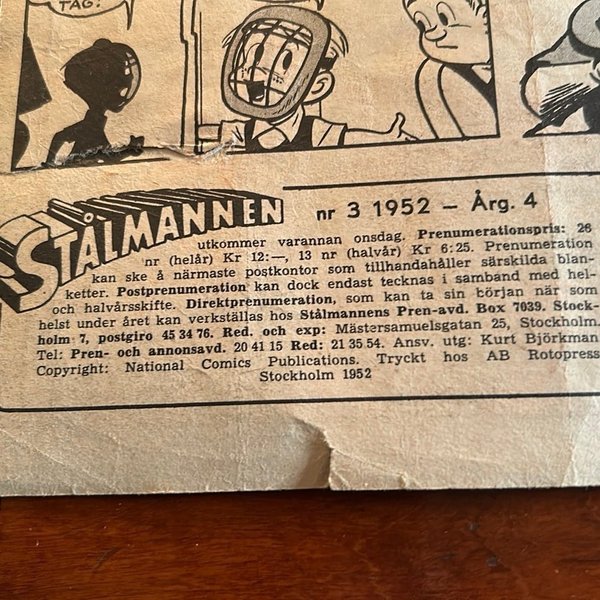 TAG!
STÅLMANNEN nr 3 1952 — Årg. 4
utkommer varannan onsdag. Prenumerationspris: 26
nr (helår) Kr 12:—, 13 nr (halvår) Kr 6:25. Prenumeration
kan ske å närmaste postkontor som tillhandahåller särskilda blan-
ketter. Postprenumeration kan dock endast tecknas i samband med hel-
och halvårsskifte. Direktprenumeration, som kan ta sin början när som
helst under året kan verkställas hos Stålmannens Pren-avd. Box 7039. Stock-
holm 7, postgiro 45 34 76. Red. och exp: Mästersamuelsgatan 25, Stockholm.
Tel: Pren- och annonsavd. 20 41 15 Red: 21 35 54. Ansv. utg: Kurt Björkman
Copyright: National Comics Publications. Tryckt hos AB Rotopress
Stockholm 1952